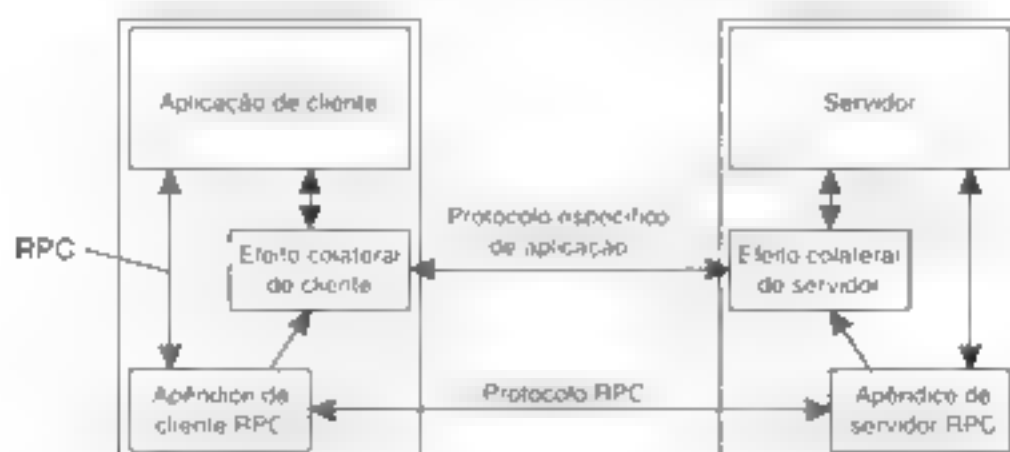 Aplicação de cliente
Servidor
Protocolo específico
de aplicação
RPC
Efeito colateral
de cliente
Efeito colateral
de servidor
Apêndice de
cliente RPC
Protocolo RPC
Apêndice de
servidor RPC